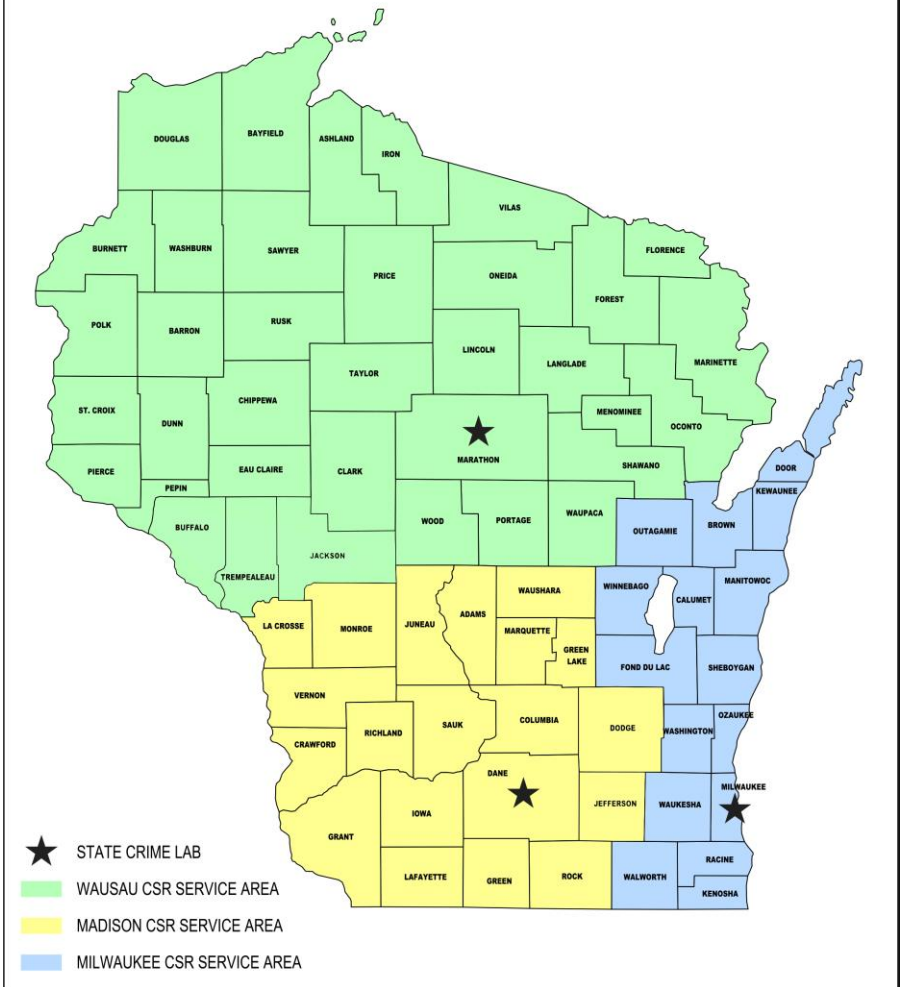 DOUGLAS
BAYFIELD
ASHLAND
IRON
VILAS
BURNETT
WASHBURN
SAWYER
FLORENCE
PRICE
ONEIDA
FOREST
POLK
BARRON
RUSK
LINCOLN
LANGLADE
MARINETTE
TAYLOR
ST. CROIX
CHIPPEWA
DUNN
MENOMINEE
OCONTO
MARATHON
SHAWANO
PIERCE
EAU CLAIRE
CLARK
DOOR
PEPIN
KEWAUNEE
BUFFALO
WOOD
PORTAGE
WAUPACA
OUTAGAMIE
BROWN
JACKSON
TREMPEALEAU
WAUSHARA
WINNEBAGO
CALUMET
MANITOWOC
LA CROSSE
MONROE
JUNEAU
ADAMS
MARQUETTE
GREEN
LAKE
FOND DU LAC
SHEBOYGAN
VERNON
RICHLAND
SAUK
COLUMBIA
DODGE
WASHINGTON
OZAUKEE
CRAWFORD
DANE
MILWAUKEE
JEFFERSON
WAUKESHA
IOWA
GRANT
LAFAYETTE
GREEN
ROCK
WALWORTH
RACINE
KENOSHA
STATE CRIME LAB
WAUSAU CSR SERVICE AREA
MADISON CSR SERVICE AREA
MILWAUKEE CSR SERVICE AREA